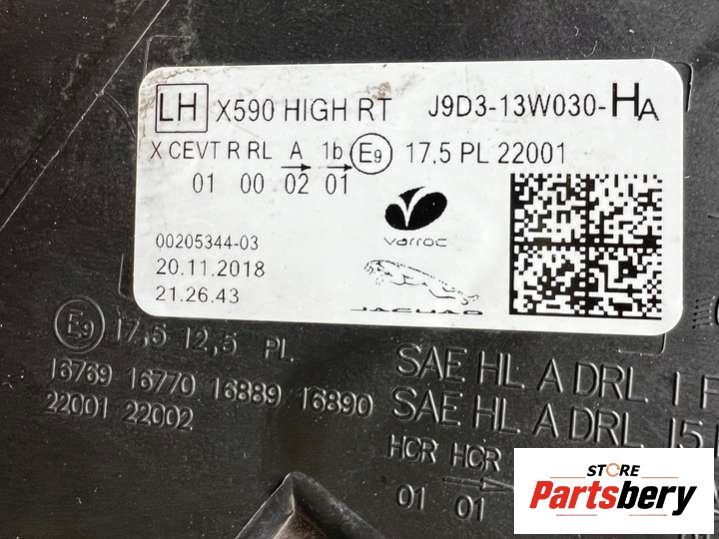 LH X590 HIGH RT J9D3-13W030-HA
X CEVT R RL A 1b E9 17,5 PL 22001
01 00 02 01
varroc
00205344-03
20.11.2018
21.26.43
JAGUAR
E9 17,5 12,5 PL
16769 16770 16889 16890
22001 22002
SAE HL A DRL I F
SAE HL A DRL 15
HCR HCR
01 01
STORE
Partsbery